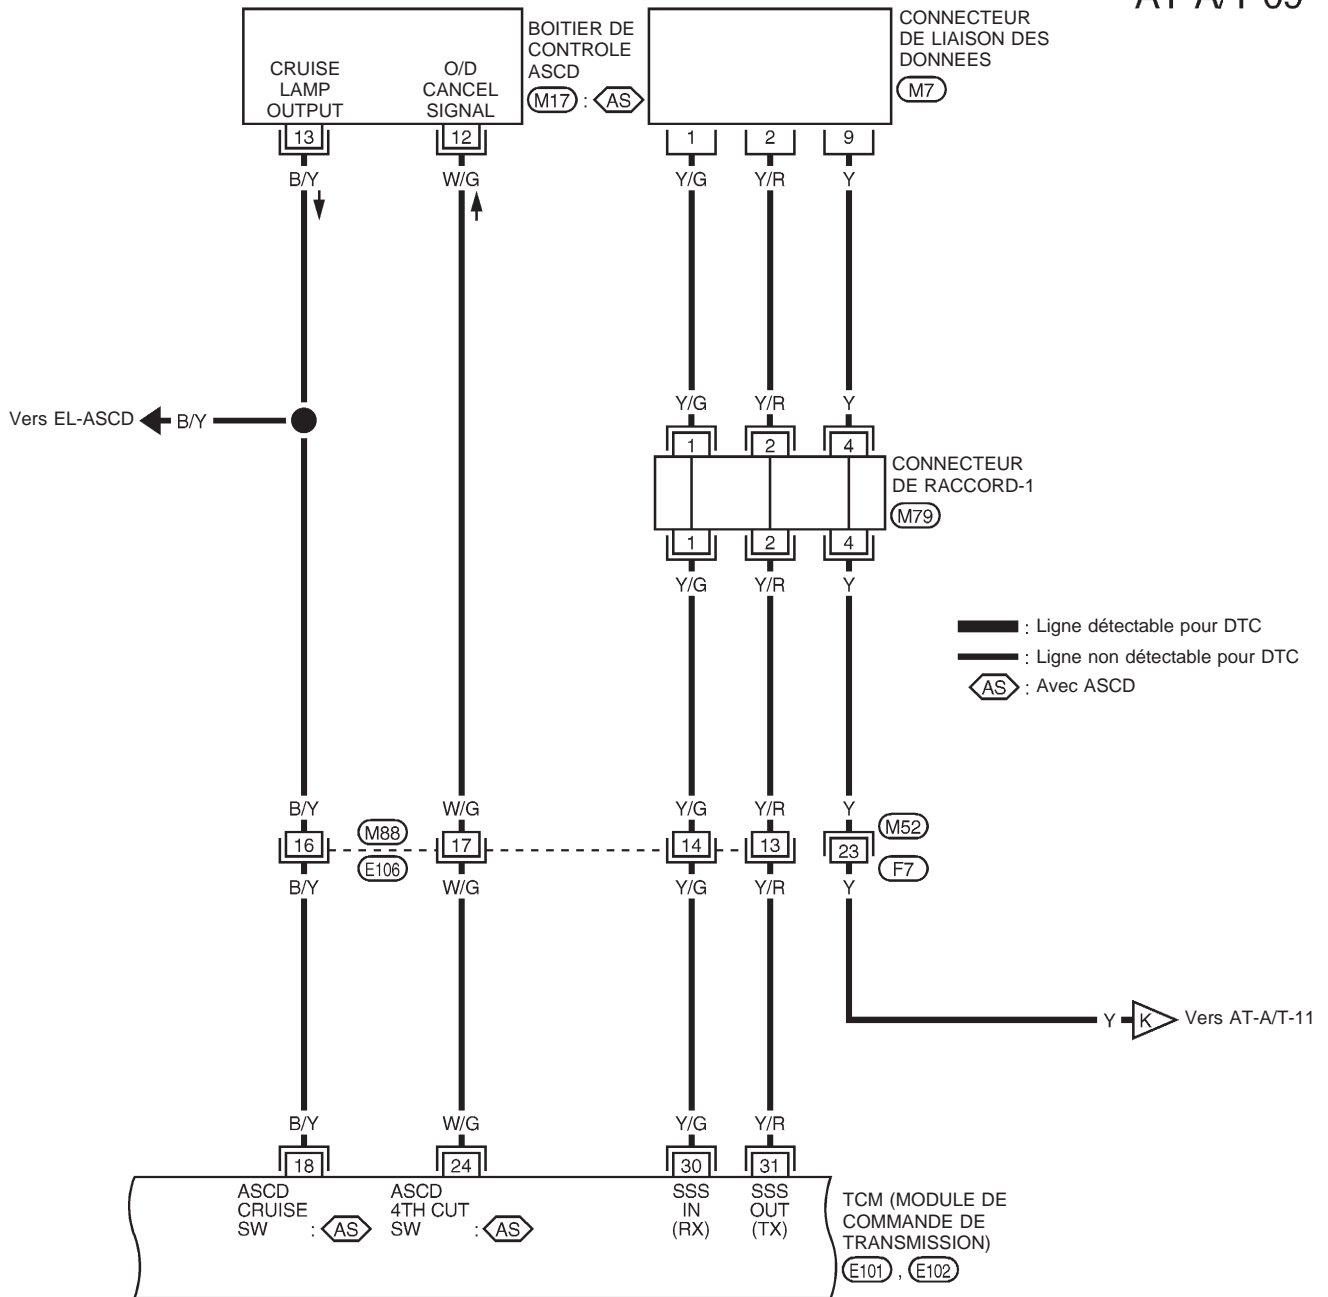 BOITIER DE
CONTROLE
ASCD
M17 : AS
CRUISE
LAMP
OUTPUT
O/D
CANCEL
SIGNAL
CONNECTEUR
DE LIAISON DES
DONNEES
M7
13 12 1 2 9
B/Y W/G Y/G Y/R Y
Vers EL-ASCD B/Y
Y/G Y/R Y
1 2 4
CONNECTEUR
DE RACCORD-1
M79
1 2 4
Y/G Y/R Y
: Ligne détectable pour DTC
: Ligne non détectable pour DTC
AS : Avec ASCD
B/Y W/G Y/G Y/R Y
16 M88 17 14 13 23 M52
E106 F7
B/Y W/G Y/G Y/R Y
Y K Vers AT-A/T-11
B/Y W/G Y/G Y/R
18 24 30 31
ASCD
CRUISE
SW : AS
ASCD
4TH CUT
SW : AS
SSS
IN
(RX)
SSS
OUT
(TX)
TCM (MODULE DE
COMMANDE DE
TRANSMISSION)
E101 , E102